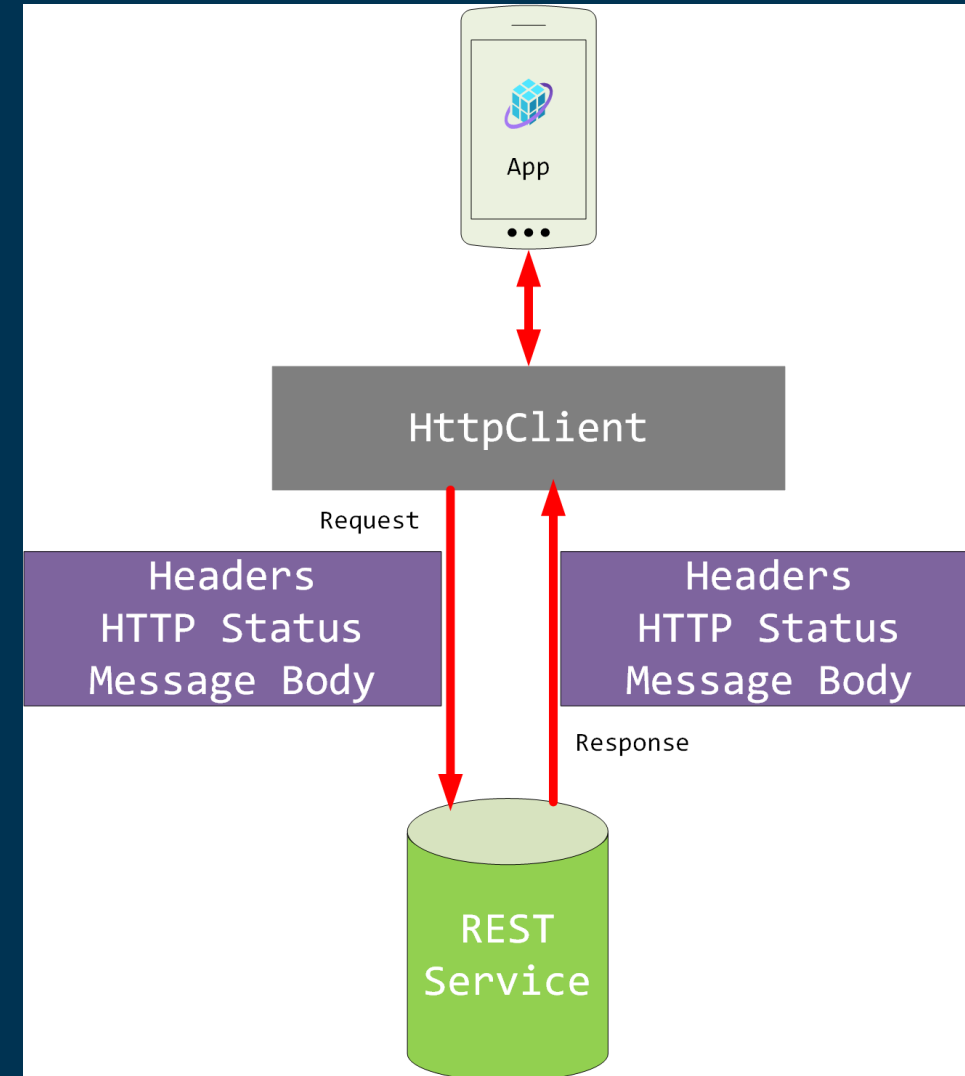 App
HttpClient
Request
Headers
HTTP Status
Message Body
Headers
HTTP Status
Message Body
Response
REST
Service